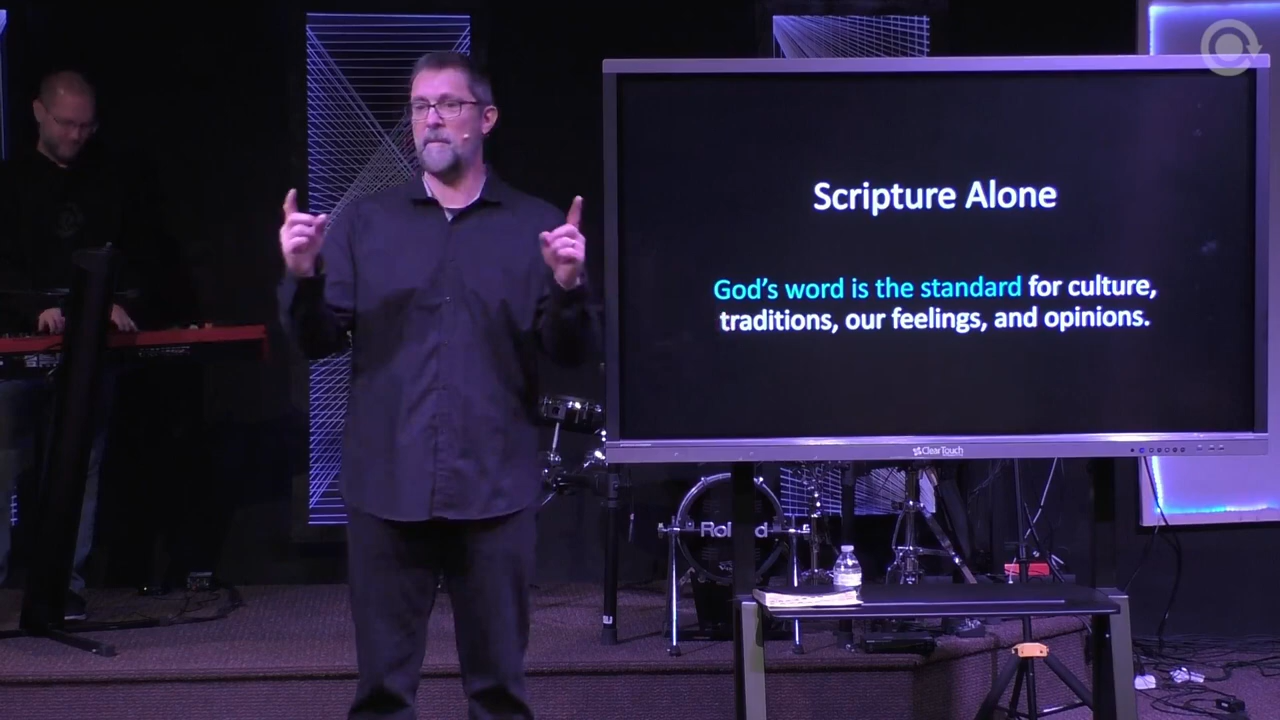 Scripture Alone
God's word is the standard for culture,
traditions, our feelings, and opinions.
ClearTouch
Roland